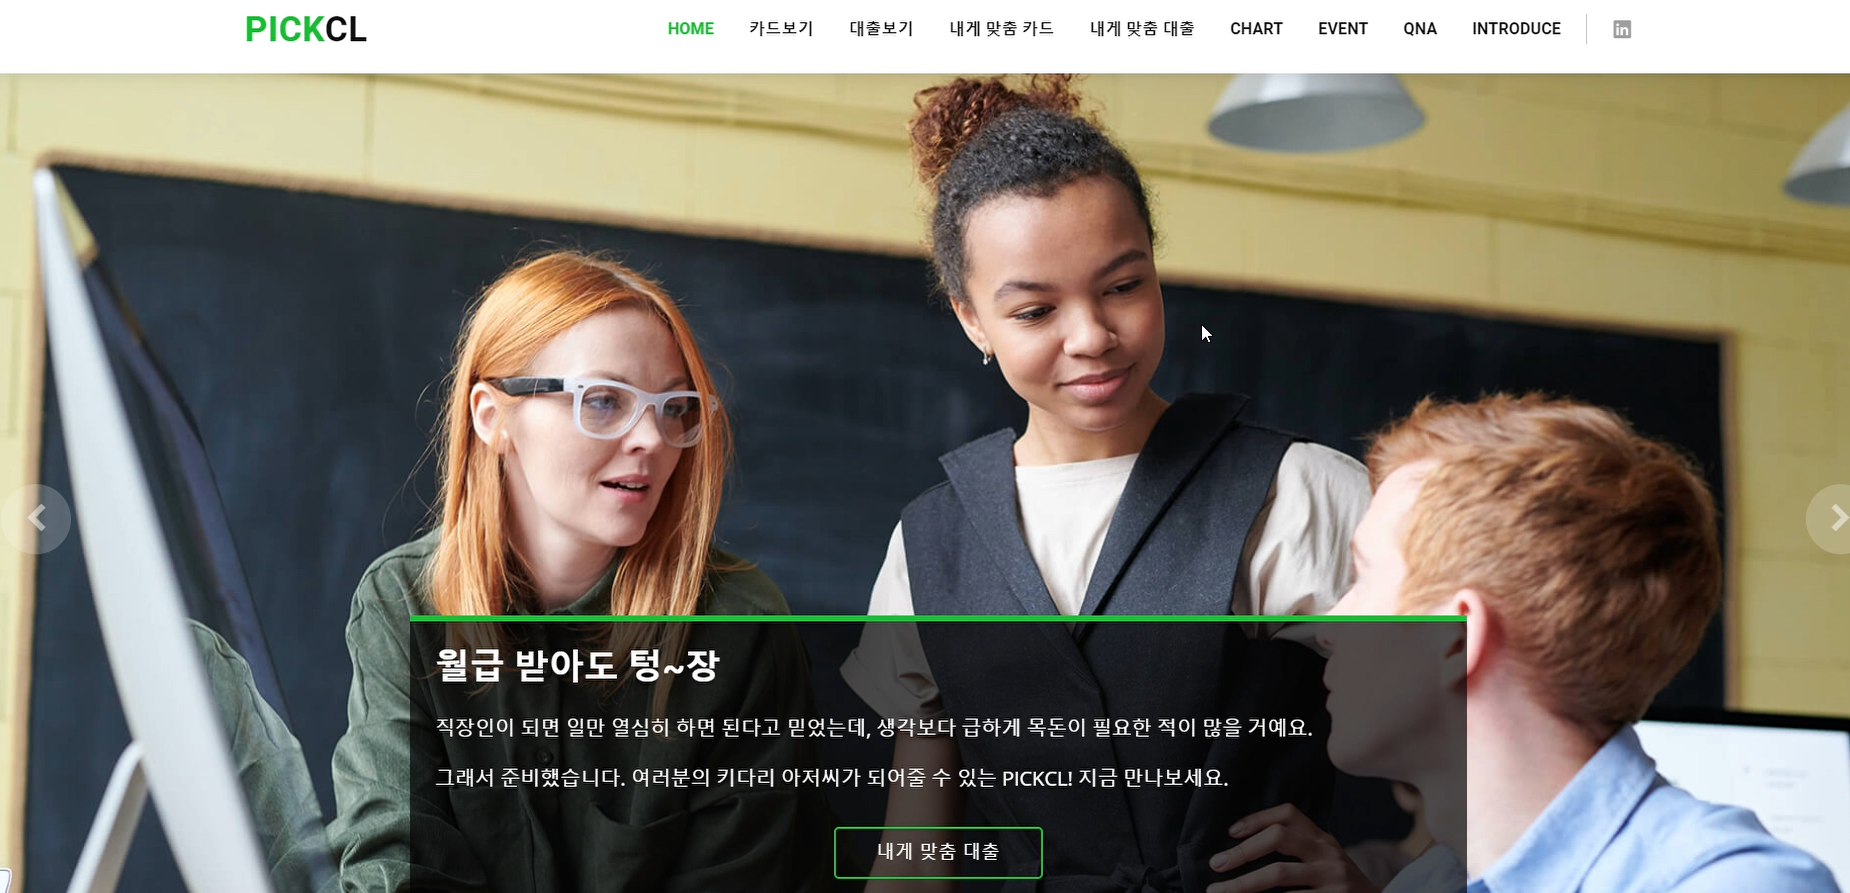 PICKCL
HOME 카드보기 대출보기 내게 맞춤 카드 내게 맞춤 대출 CHART EVENT QNA INTRODUCE in
월급 받아도 텅~장
직장인이 되면 일만 열심히 하면 된다고 믿었는데, 생각보다 급하게 목돈이 필요한 적이 많을 거예요.
그래서 준비했습니다. 여러분의 키다리 아저씨가 되어줄 수 있는 PICKCL! 지금 만나보세요.
내게 맞춤 대출